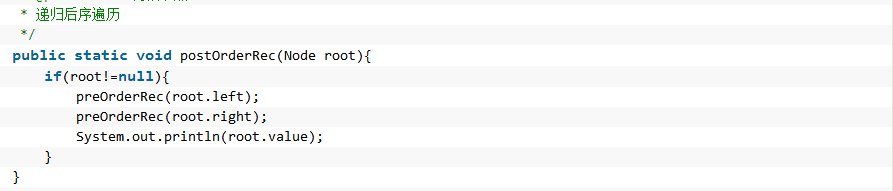 * 递归后序遍历
*/
public static void postOrderRec(Node root){
if(root!=null){
preOrderRec(root.left);
preOrderRec(root.right);
System.out.println(root.value);
}
}